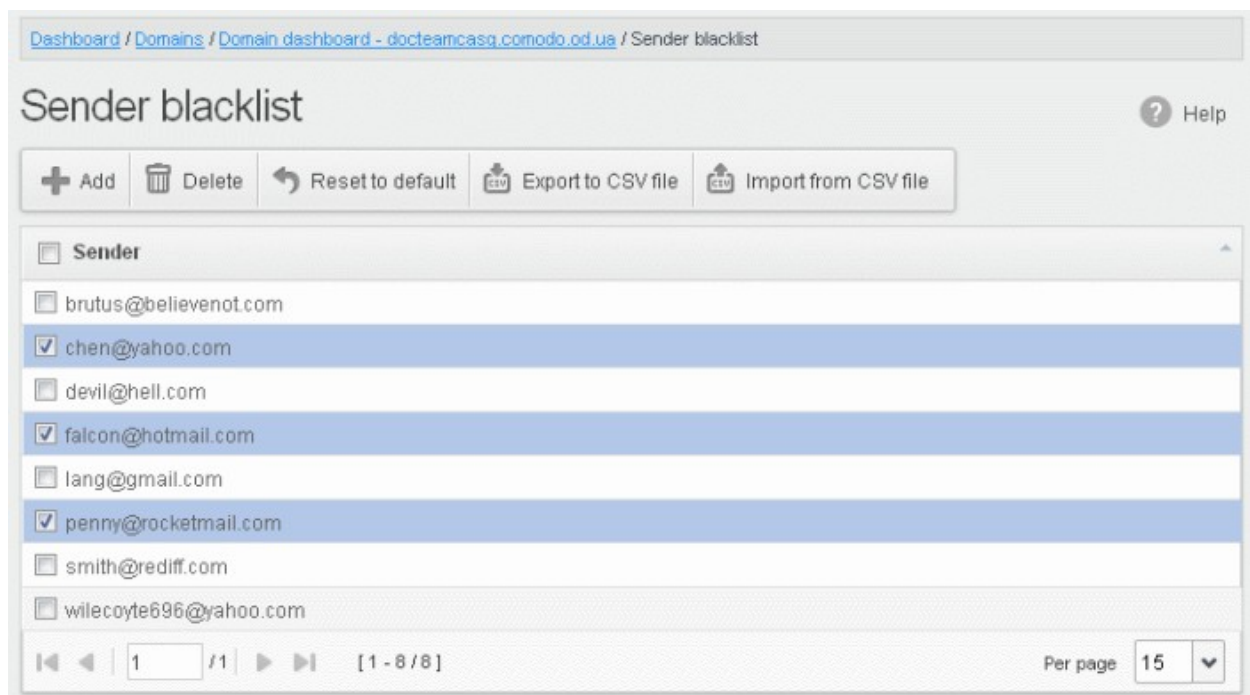 Dashboard / Domains / Domain dashboard - docteamcasg.comodo.od.ua / Sender blacklist
Sender blacklist
Help
Add Delete Reset to default CSV Export to CSV file CSV Import from CSV file
Sender
brutus@believenot.com
chen@yahoo.com
devil@hell.com
falcon@hotmail.com
lang@gmail.com
penny@rocketmail.com
smith@rediff.com
wilecoyte696@yahoo.com
1 /1 [1 - 8 / 8] Per page 15